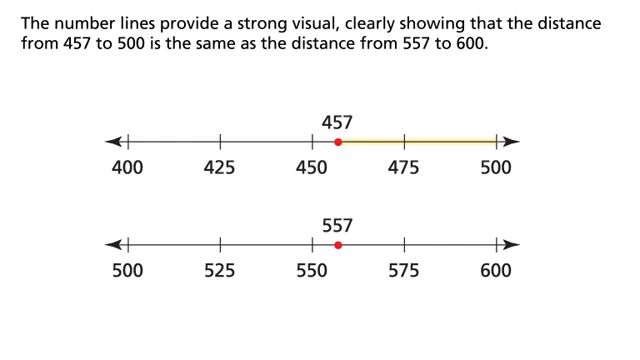 The number lines provide a strong visual, clearly showing that the distance
from 457 to 500 is the same as the distance from 557 to 600.
457
400 425 450 475 500
557
500 525 550 575 600